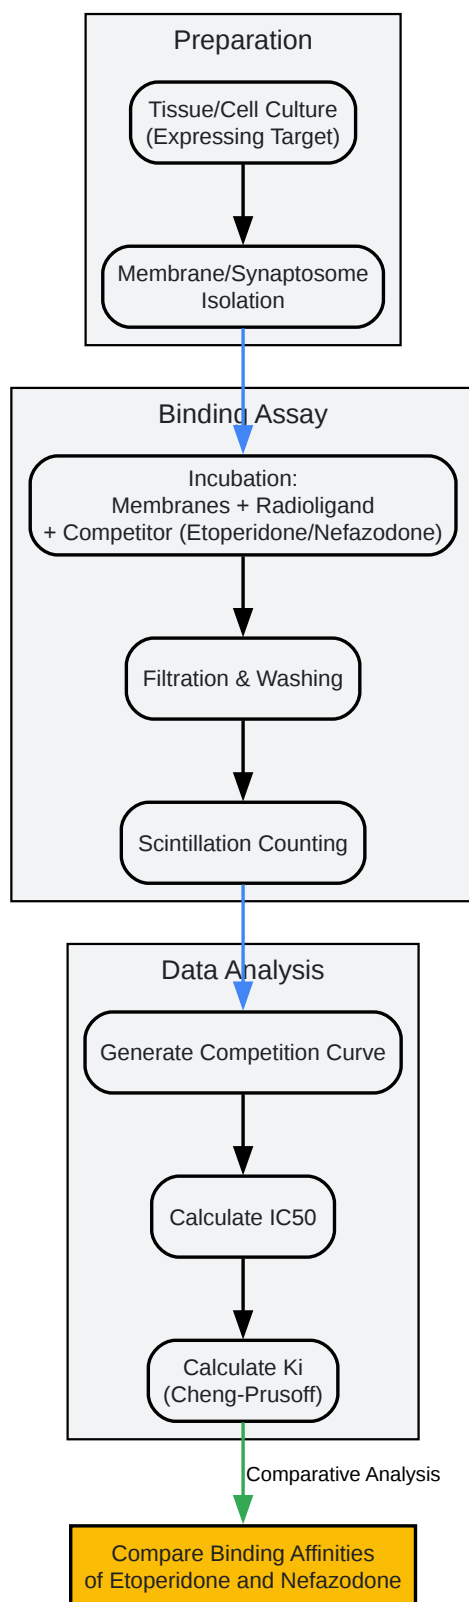 Preparation
Tissue/Cell Culture
(Expressing Target)
Membrane/Synaptosome
Isolation
Binding Assay
Incubation:
Membranes + Radioligand
+ Competitor (Etoperidone/Nefazodone)
Filtration & Washing
Scintillation Counting
Data Analysis
Generate Competition Curve
Calculate IC50
Calculate Ki
(Cheng-Prusoff)
Comparative Analysis
Compare Binding Affinities
of Etoperidone and Nefazodone